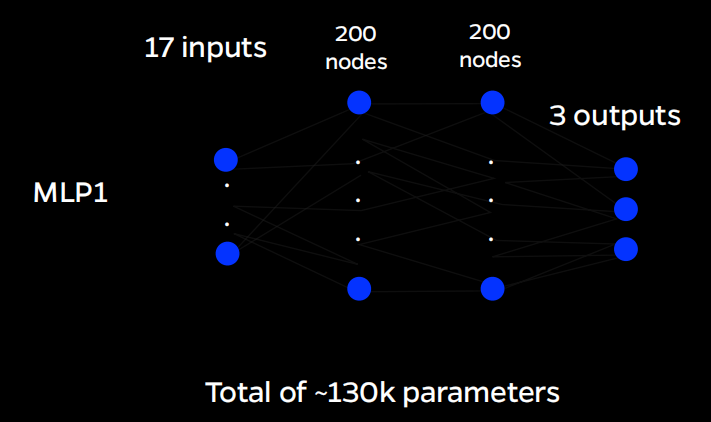 17 inputs
200
nodes
200
nodes
3 outputs
MLP1
Total of ~130k parameters